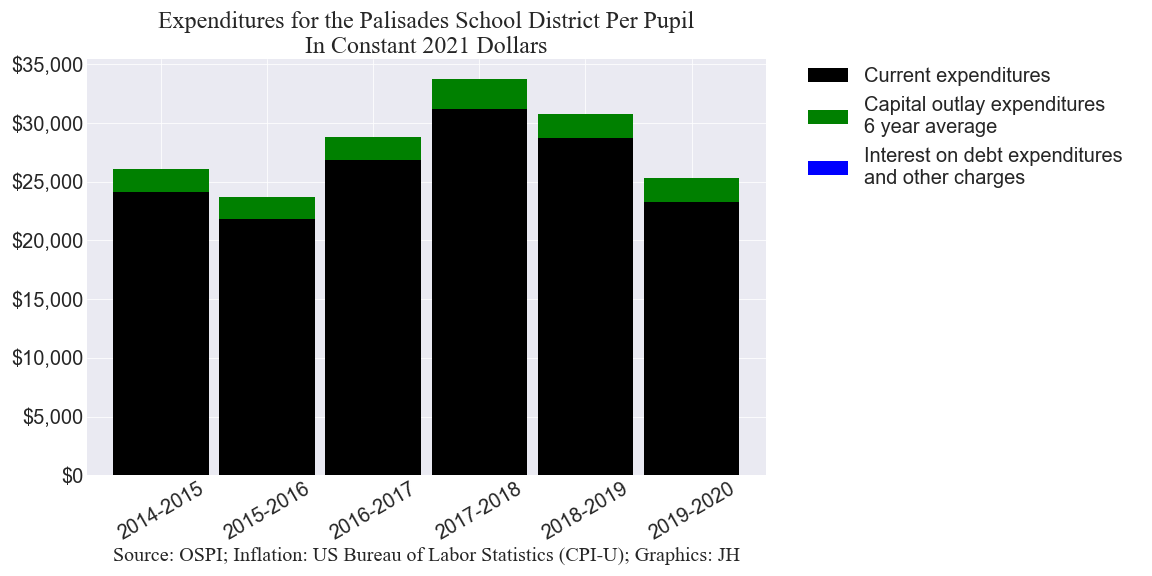 Expenditures for the Palisades School District Per Pupil
In Constant 2021 Dollars
$35,000
$30,000
$25,000
$20,000
$15,000
$10,000
$5,000
$0
2014-2015
2015-2016
2016-2017
2017-2018
2018-2019
2019-2020
Current expenditures
Capital outlay expenditures
6 year average
Interest on debt expenditures
and other charges
Source: OSPI; Inflation: US Bureau of Labor Statistics (CPI-U); Graphics: JH